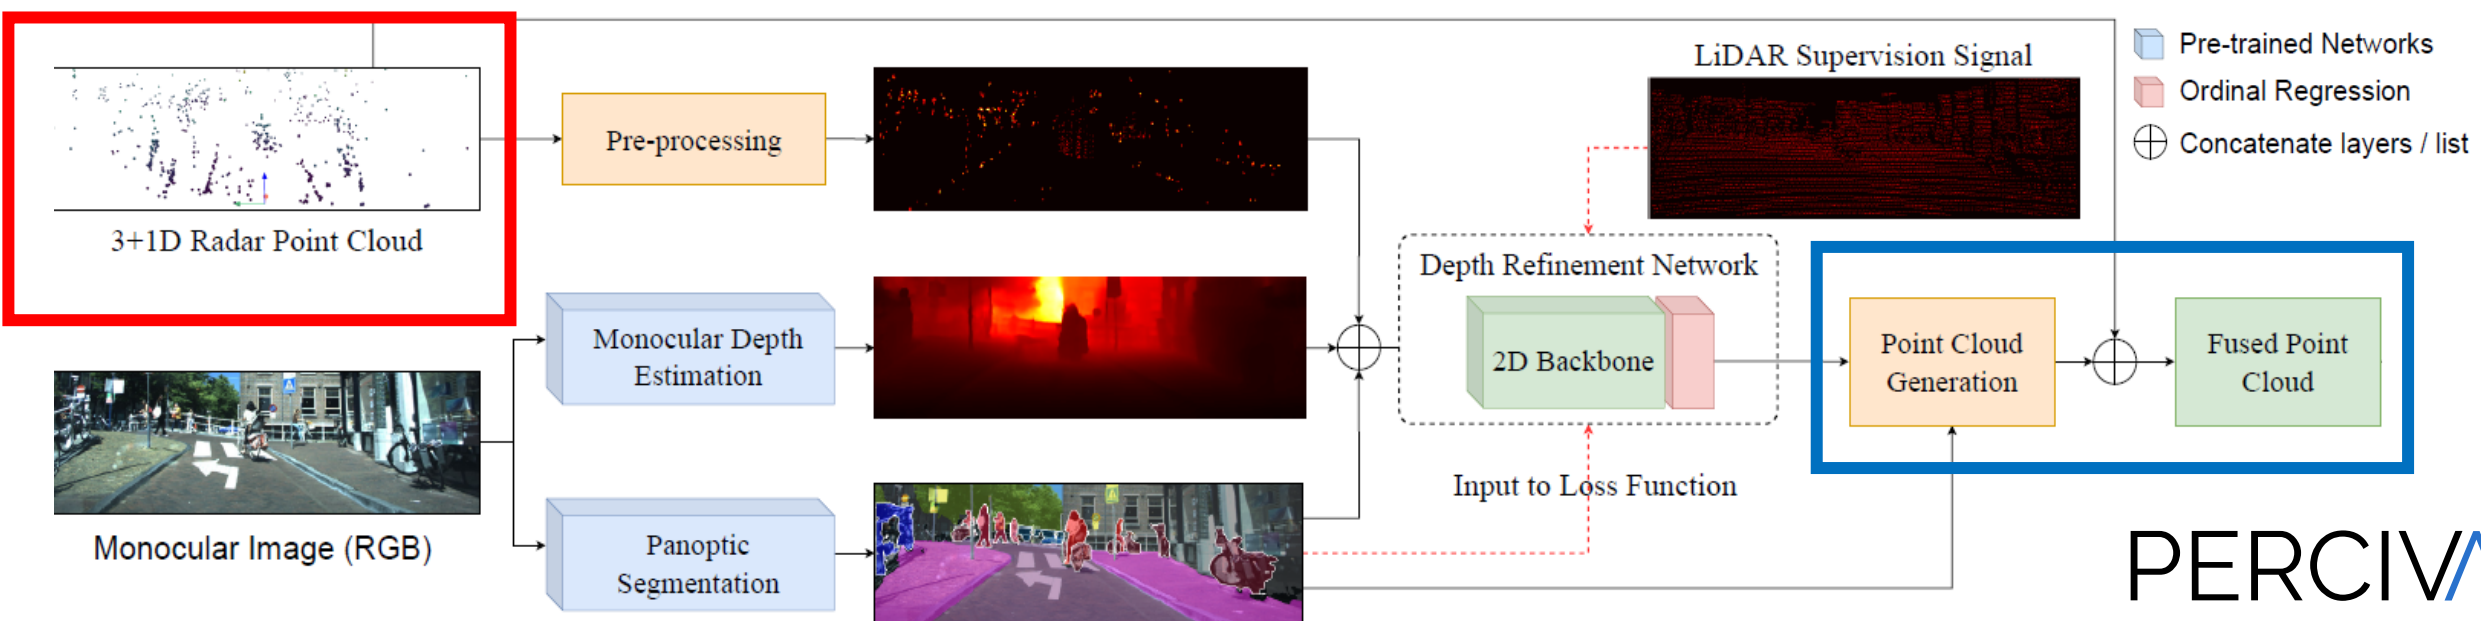 3+1D Radar Point Cloud
Pre-processing
LiDAR Supervision Signal
Pre-trained Networks
Ordinal Regression
Concatenate layers / list
Monocular Image (RGB)
Monocular Depth
Estimation
Panoptic
Segmentation
Depth Refinement Network
2D Backbone
Input to Loss Function
Point Cloud
Generation
Fused Point
Cloud
PERCIV